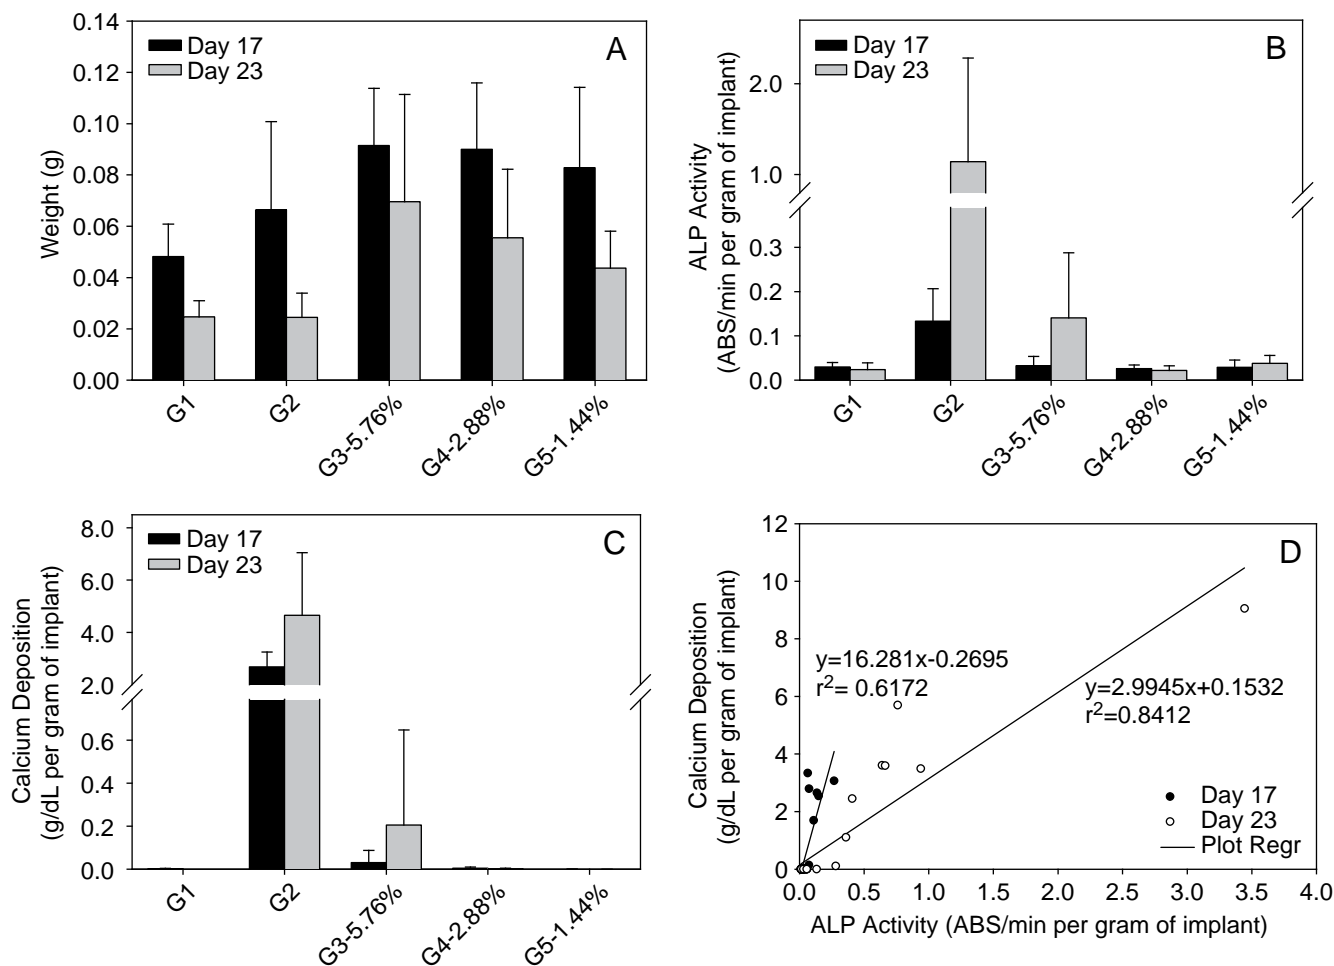 A
Day 17
Day 23
Weight (g)
0.14
0.12
0.10
0.08
0.06
0.04
0.02
0.00
G1
G2
G3-5.76%
G4-2.88%
G5-1.44%
B
Day 17
Day 23
ALP Activity
(ABS/min per gram of implant)
2.0
1.0
0.3
0.2
0.1
0.0
G1
G2
G3-5.76%
G4-2.88%
G5-1.44%
C
Day 17
Day 23
Calcium Deposition
(g/dL per gram of implant)
8.0
6.0
4.0
2.0
0.6
0.4
0.2
0.0
G1
G2
G3-5.76%
G4-2.88%
G5-1.44%
D
Calcium Deposition
(g/dL per gram of implant)
12
10
8
6
4
2
0
y=16.281x-0.2695
r²= 0.6172
y=2.9945x+0.1532
r²=0.8412
Day 17
Day 23
Plot Regr
0.0 0.5 1.0 1.5 2.0 2.5 3.0 3.5 4.0
ALP Activity (ABS/min per gram of implant)